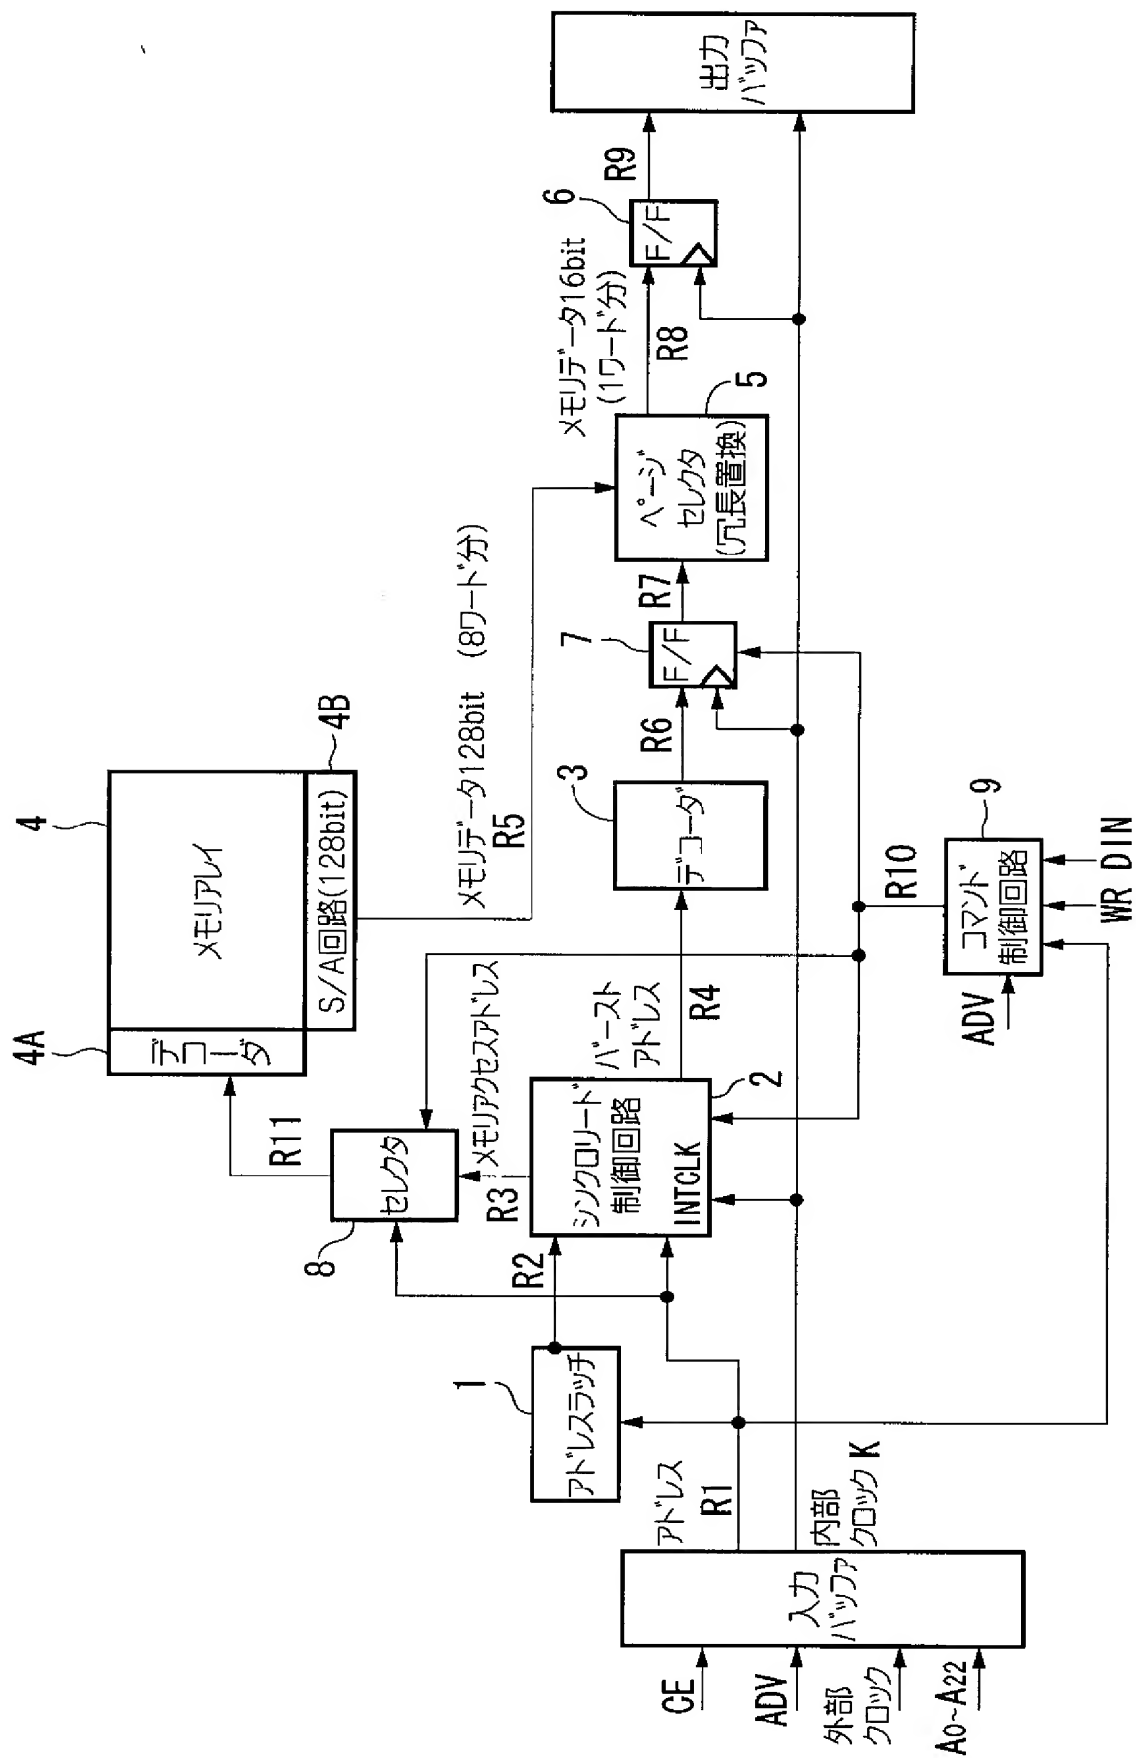 CE
ADV
外部
クロック
A0~A22
入力
バッファ
アドレス
R1
内部
クロック K
1
アドレスラッチ
R2
8
セレクタ
R11
R3
メモリアクセスアドレス
シンクロリード
制御回路
INTCLK
2
バースト
アドレス
R4
4A
デコーダ
4
メモリアレイ
S/A回路(128bit)
4B
メモリデータ128bit (8ワード分)
R5
ADV
コマンド
制御回路
9
WR
DIN
R10
3
デコーダ
R6
7
F/F
R7
ページ
セレクタ
(冗長置換)
5
メモリデータ16bit
(1ワード分)
R8
6
F/F
R9
出力
バッファ